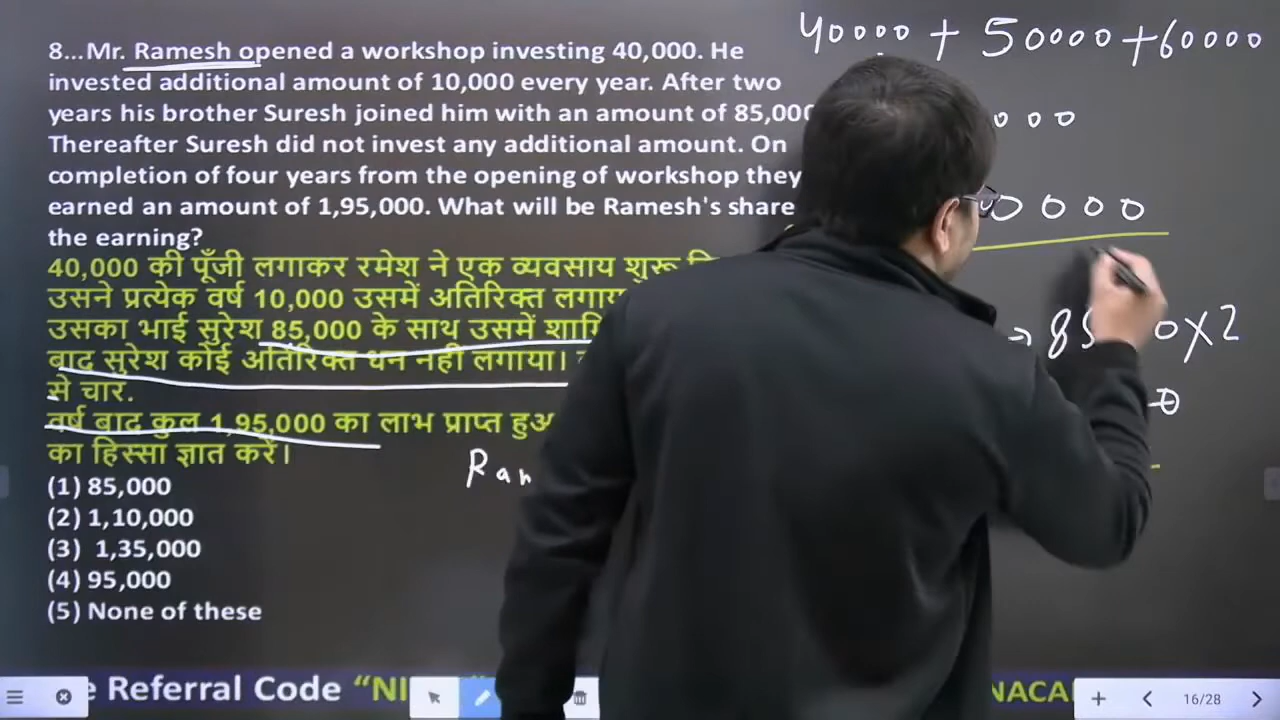 8...Mr. Ramesh opened a workshop investing 40,000. He
invested additional amount of 10,000 every year. After two
years his brother Suresh joined him with an amount of 85,000
Thereafter Suresh did not invest any additional amount. On
completion of four years from the opening of workshop they
earned an amount of 1,95,000. What will be Ramesh's share
the earning?
40,000 की पूँजी लगाकर रमेश ने एक व्यवसाय शुरू
उसने प्रत्येक वर्ष 10,000 उसमें अतिरिक्त
उसका भाई सुरेश 85,000 के साथ उसमें
बाद सुरेश कोई अतिरिक्त धन नही लगाया।
से चार.
वर्ष बाद कुल 1,95,000 का लाभ प्राप्त
का हिस्सा ज्ञात करें।
(1) 85,000
(2) 1,10,000
(3) 1,35,000
(4) 95,000
(5) None of these
40000 + 50000 +60000
000
0000
0×2
Ram
Referral Code “NI
16/28